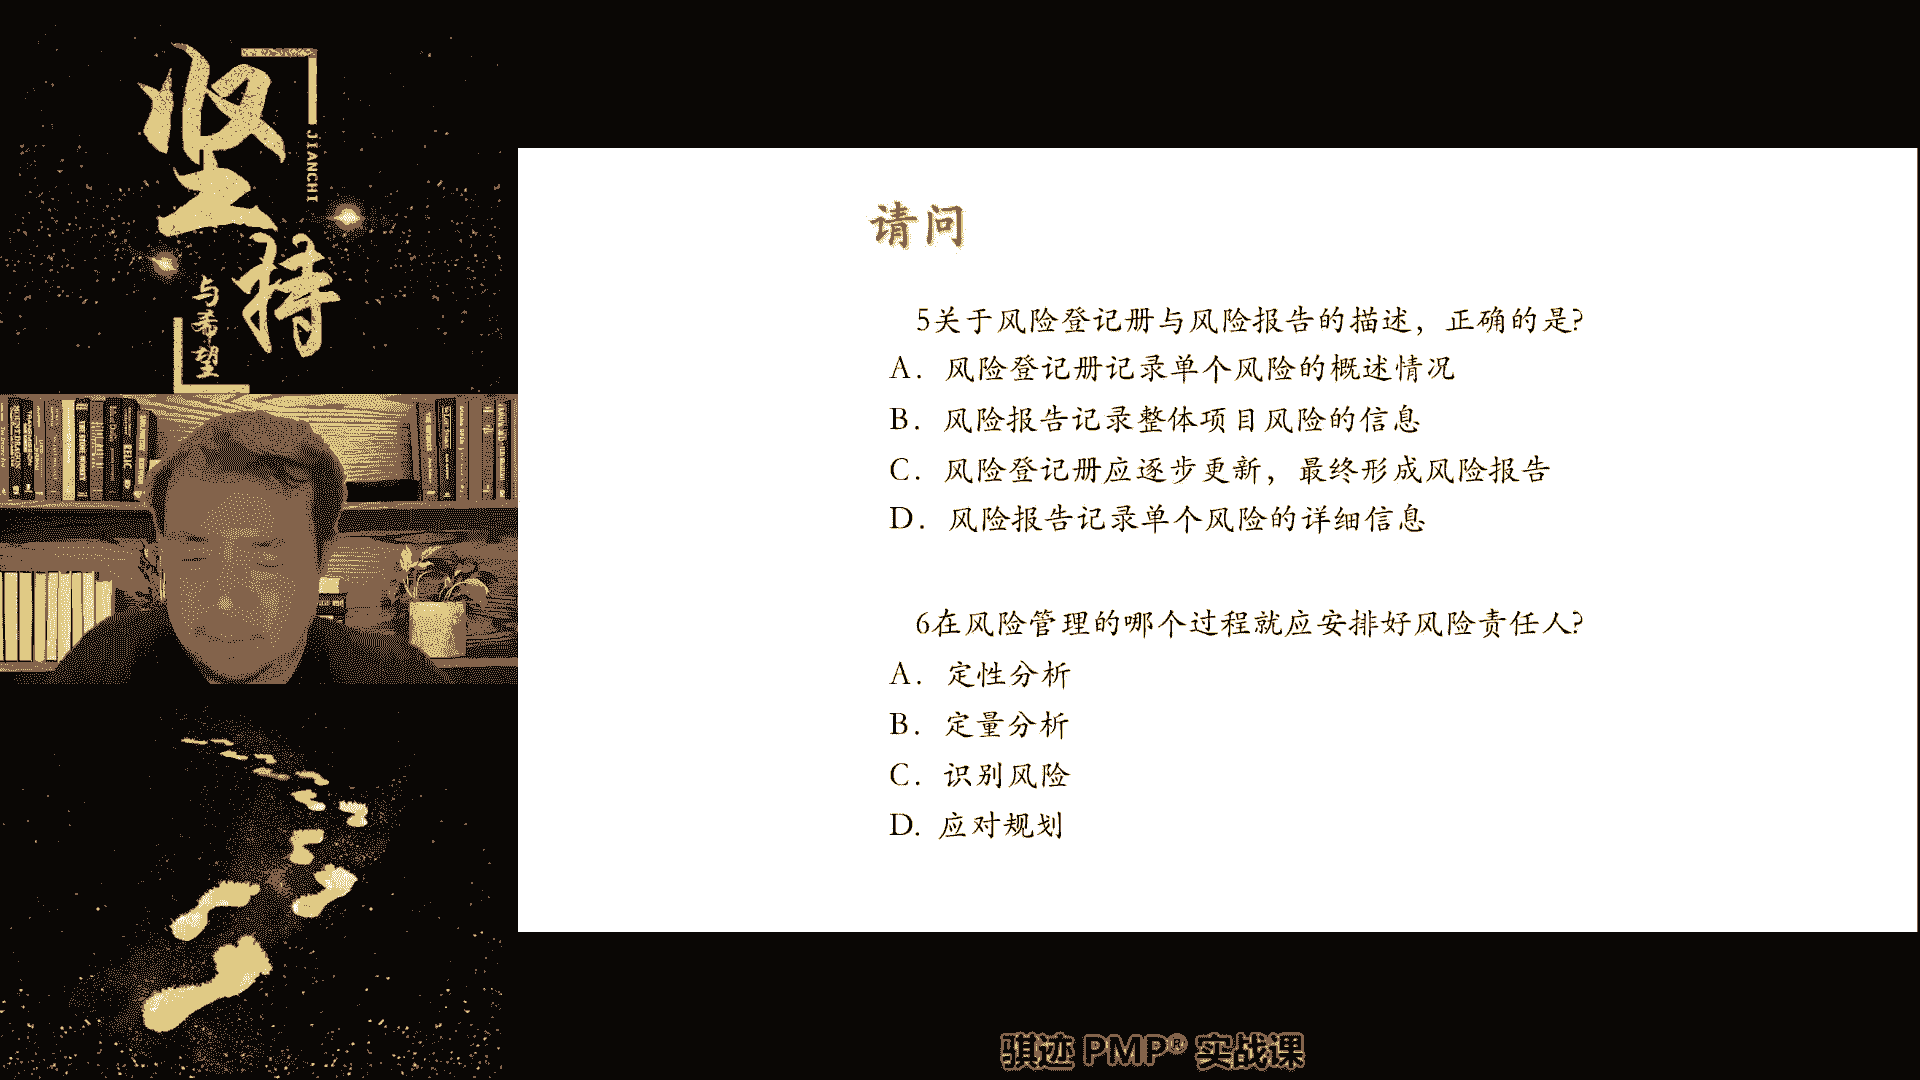 坚持
JIANCHI
与希望
请问
5关于风险登记册与风险报告的描述，正确的是?
A. 风险登记册记录单个风险的概述情况
B. 风险报告记录整体项目风险的信息
C. 风险登记册应逐步更新，最终形成风险报告
D. 风险报告记录单个风险的详细信息
6在风险管理的哪个过程就应安排好风险责任人?
A. 定性分析
B. 定量分析
C. 识别风险
D. 应对规划
骐迹 PMP® 实战课